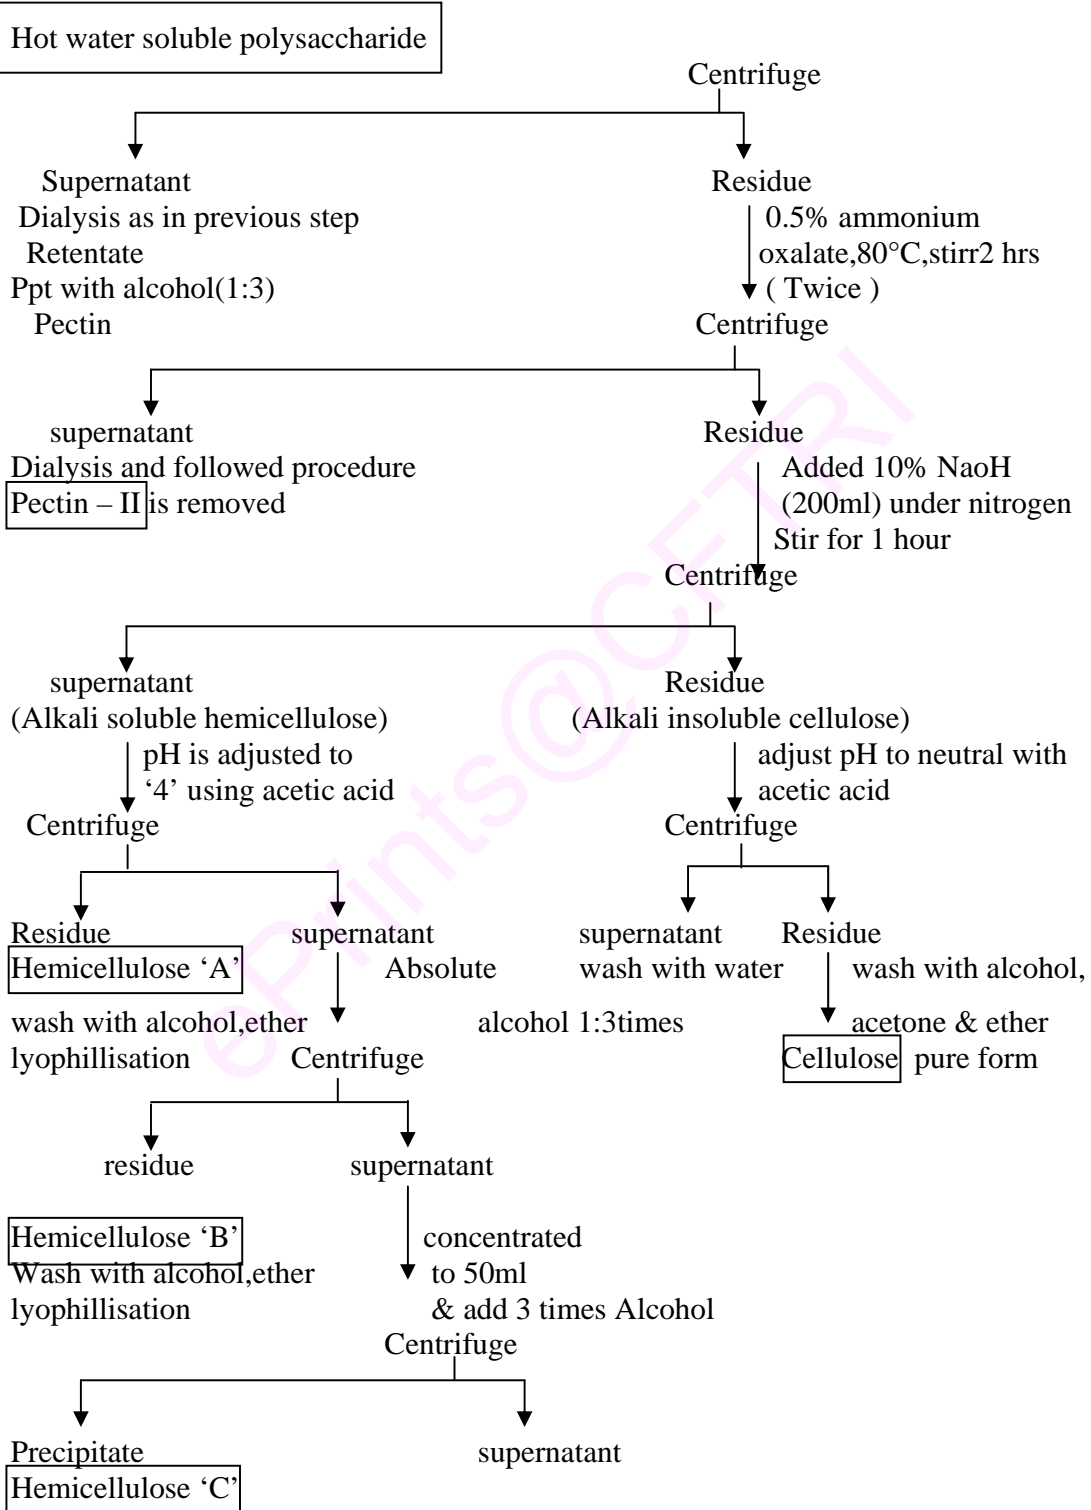 Hot water soluble polysaccharide
Centrifuge
Supernatant
Dialysis as in previous step
Retentate
Ppt with alcohol(1:3)
Pectin
Residue
0.5% ammonium
oxalate,80°C,stirr2 hrs
( Twice )
Centrifuge
supernatant
Dialysis and followed procedure
Pectin – II is removed
Residue
Added 10% NaoH
(200ml) under nitrogen
Stir for 1 hour
Centrifuge
supernatant
(Alkali soluble hemicellulose)
pH is adjusted to
‘4’ using acetic acid
Centrifuge
Residue
(Alkali insoluble cellulose)
adjust pH to neutral with
acetic acid
Centrifuge
Residue
Hemicellulose ‘A’
wash with alcohol,ether
lyophillisation
supernatant
Absolute
alcohol 1:3times
Centrifuge
supernatant
wash with water
Residue
wash with alcohol,
acetone & ether
Cellulose pure form
residue
Hemicellulose ‘B’
Wash with alcohol,ether
lyophillisation
supernatant
concentrated
to 50ml
& add 3 times Alcohol
Centrifuge
Precipitate
Hemicellulose ‘C’
supernatant
ePrints@CFTRI